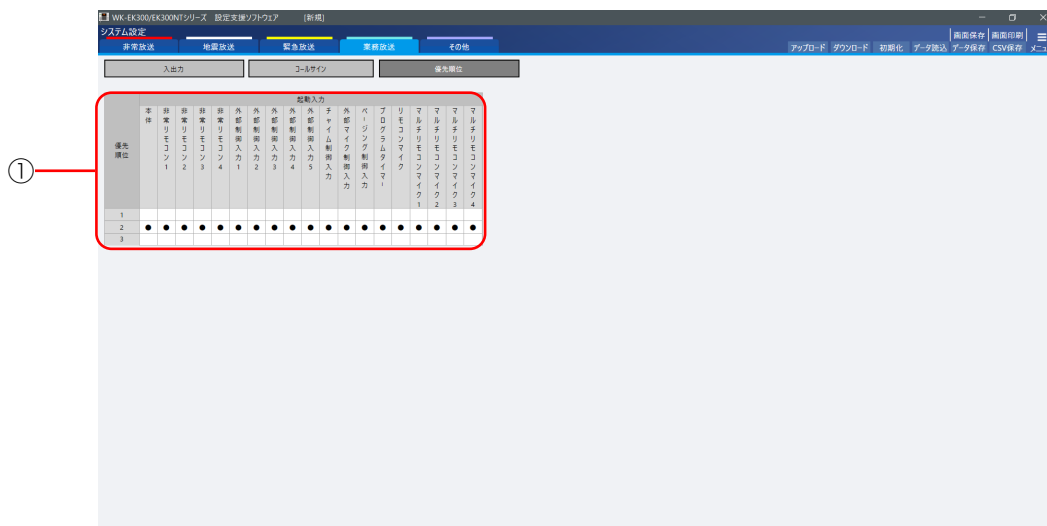 WK-EK300/EK300NTシリーズ 設定支援ソフトウェア [新規]
システム設定
画面保存 画面印刷
非常放送 地震放送 緊急放送 業務放送 その他
アップロード ダウンロード 初期化 データ読込 データ保存 CSV保存 メニュ
入出力 コールサイン 優先順位
①
優先順位
起動入力
本体
非常リモコン1
非常リモコン2
非常リモコン3
非常リモコン4
外部制御入力1
外部制御入力2
外部制御入力3
外部制御入力4
外部制御入力5
チャイム制御入力
外部マイク制御入力
ページング制御入力
プログラムタイマー
リモコンマイク
マルチリモコンマイク1
マルチリモコンマイク2
マルチリモコンマイク3
マルチリモコンマイク4
1
2 ● ● ● ● ● ● ● ● ● ● ● ● ● ● ● ● ● ● ●
3